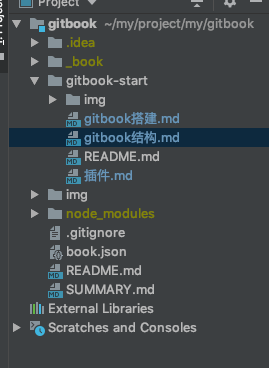 Project
gitbook ~/my/project/my/gitbook
.idea
_book
gitbook-start
img
gitbook搭建.md
gitbook结构.md
README.md
插件.md
img
node_modules
.gitignore
book.json
README.md
SUMMARY.md
External Libraries
Scratches and Consoles